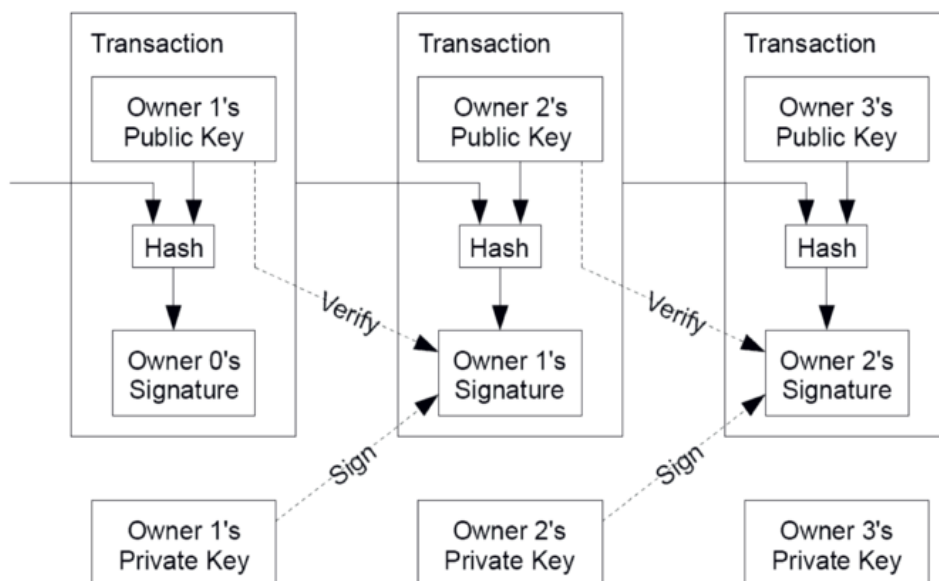 Transaction
Owner 1's
Public Key
Hash
Owner 0's
Signature
Transaction
Owner 2's
Public Key
Hash
Verify
Owner 1's
Signature
Transaction
Owner 3's
Public Key
Hash
Verify
Owner 2's
Signature
Sign
Sign
Owner 1's
Private Key
Owner 2's
Private Key
Owner 3's
Private Key